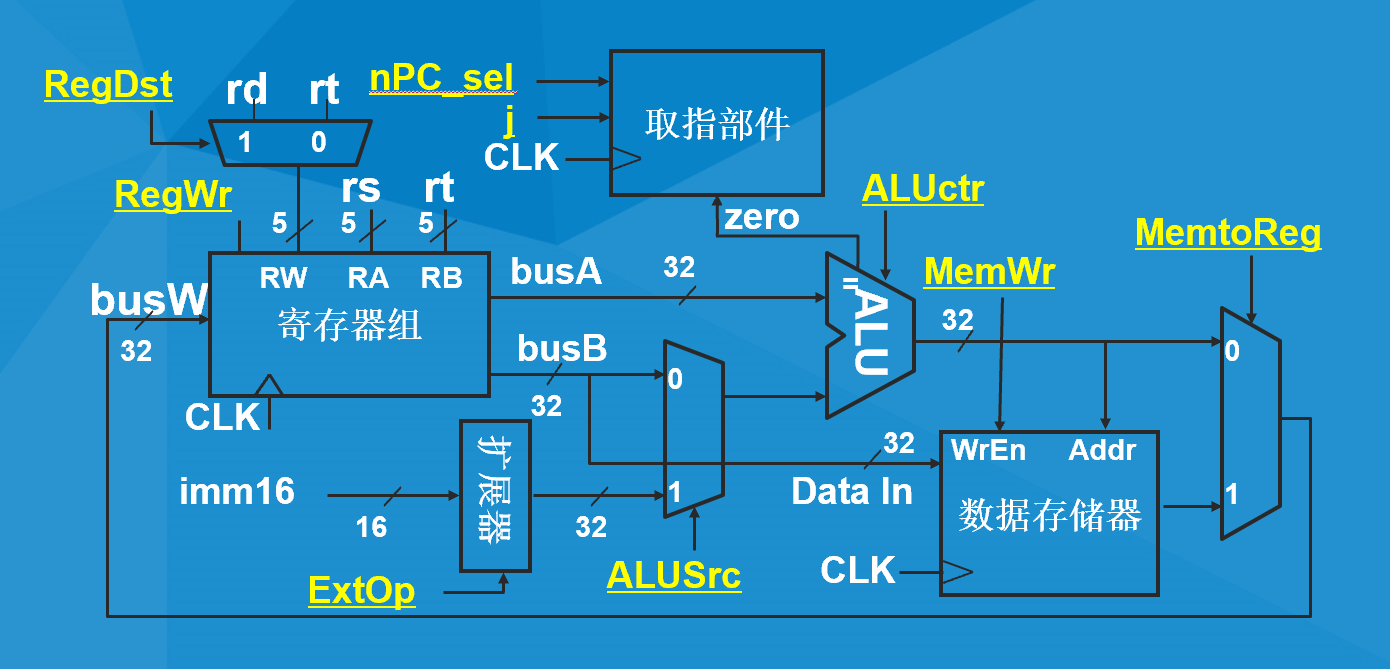 RegDst
rd
rt
1
0
nPC_sel
j
CLK
取指部件
RegWr
5
rs
5
rt
5
zero
ALUctr
MemtoReg
RW
RA
RB
busA
32
MemWr
busW
32
寄存器组
busB
32
=
ALU
32
0
CLK
0
扩展器
32
WrEn
Addr
imm16
16
32
1
Data In
数据存储器
1
ExtOp
ALUSrc
CLK